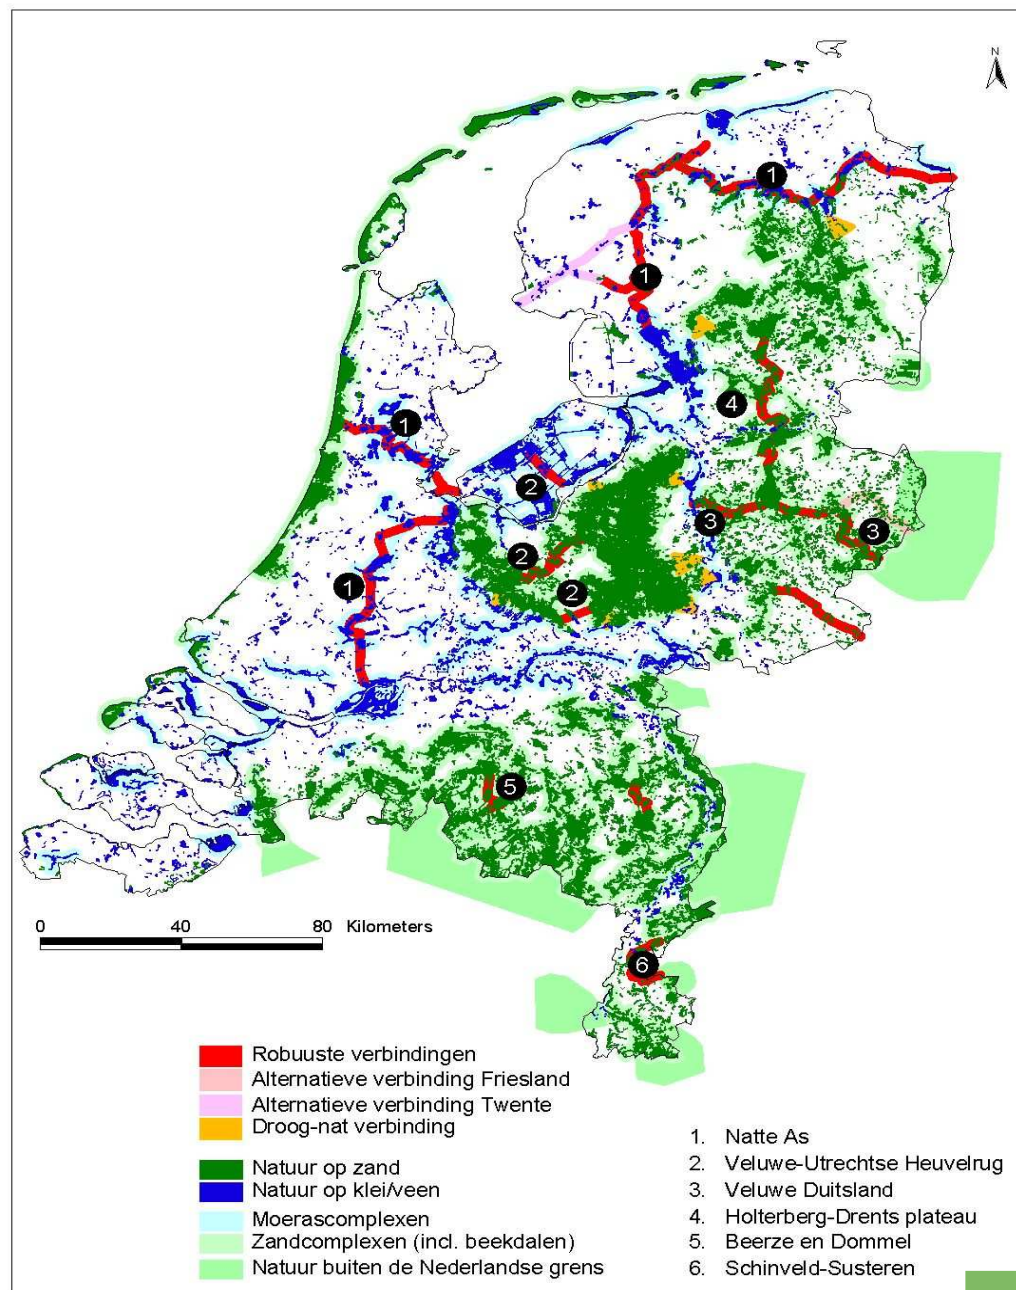 N
1
1
1
4
2
3
3
2
1
2
5
0 40 80 Kilometers
6
Robuuste verbindingen
Alternatieve verbinding Friesland
Alternatieve verbinding Twente
Droog-nat verbinding
Natuur op zand
Natuur op klei/veen
Moerascomplexen
Zandcomplexen (incl. beekdalen)
Natuur buiten de Nederlandse grens
1. Natte As
2. Veluwe-Utrechtse Heuvelrug
3. Veluwe Duitsland
4. Holterberg-Drents plateau
5. Beerze en Dommel
6. Schinveld-Susteren